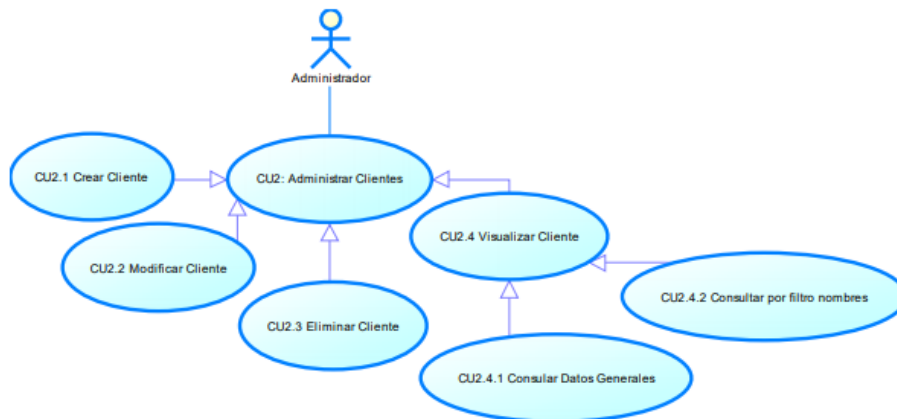 Administrador
CU2.1 Crear Cliente
CU2: Administrar Clientes
CU2.4 Visualizar Cliente
CU2.2 Modificar Cliente
CU2.4.2 Consultar por filtro nombres
CU2.3 Eliminar Cliente
CU2.4.1 Consular Datos Generales